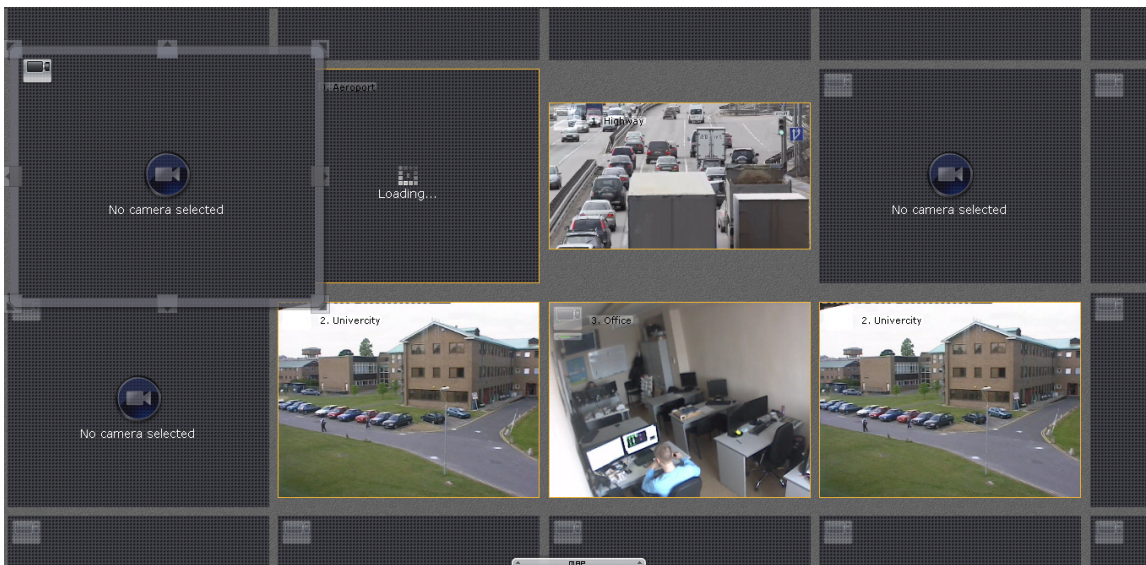 . Aeroport
1. Highway
No camera selected
Loading...
No camera selected
2. Univercity
3. Office
2. Univercity
No camera selected
MAP